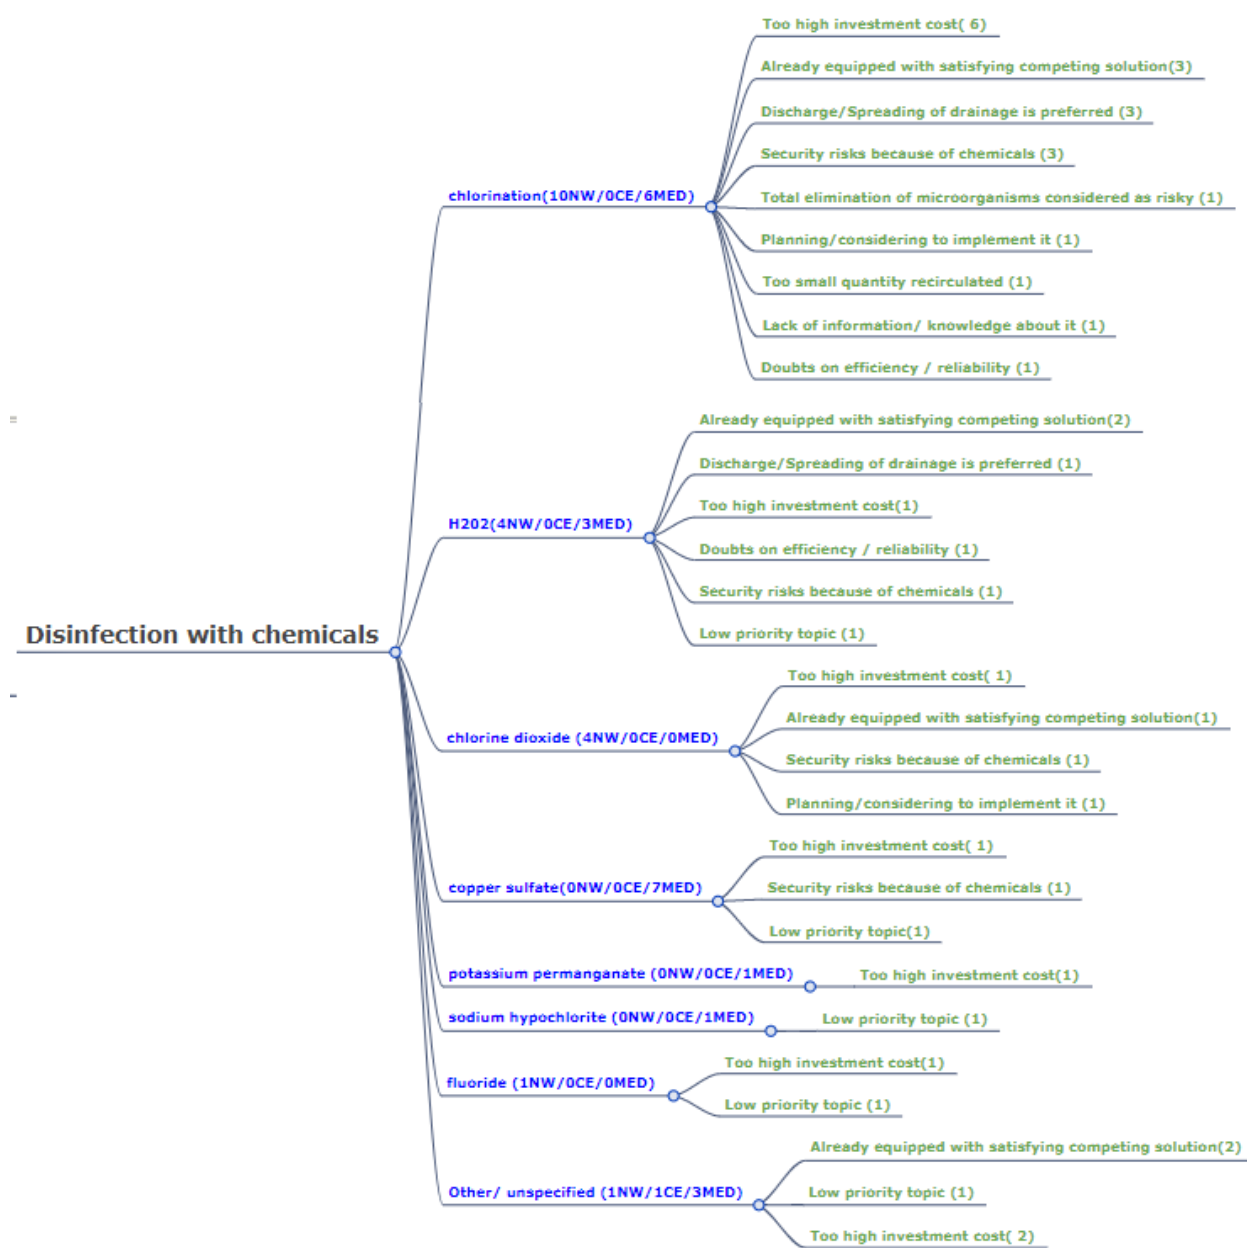 Disinfection with chemicals
chlorination(10NW/0CE/6MED)
Too high investment cost( 6)
Already equipped with satisfying competing solution(3)
Discharge/Spreading of drainage is preferred (3)
Security risks because of chemicals (3)
Total elimination of microorganisms considered as risky (1)
Planning/considering to implement it (1)
Too small quantity recirculated (1)
Lack of information/ knowledge about it (1)
Doubts on efficiency / reliability (1)
H202(4NW/0CE/3MED)
Already equipped with satisfying competing solution(2)
Discharge/Spreading of drainage is preferred (1)
Too high investment cost(1)
Doubts on efficiency / reliability (1)
Security risks because of chemicals (1)
Low priority topic (1)
chlorine dioxide (4NW/0CE/0MED)
Too high investment cost( 1)
Already equipped with satisfying competing solution(1)
Security risks because of chemicals (1)
Planning/considering to implement it (1)
copper sulfate(0NW/0CE/7MED)
Too high investment cost( 1)
Security risks because of chemicals (1)
Low priority topic(1)
potassium permanganate (0NW/0CE/1MED)
Too high investment cost(1)
sodium hypochlorite (0NW/0CE/1MED)
Low priority topic (1)
fluoride (1NW/0CE/0MED)
Too high investment cost(1)
Low priority topic (1)
Other/ unspecified (1NW/1CE/3MED)
Already equipped with satisfying competing solution(2)
Low priority topic (1)
Too high investment cost( 2)